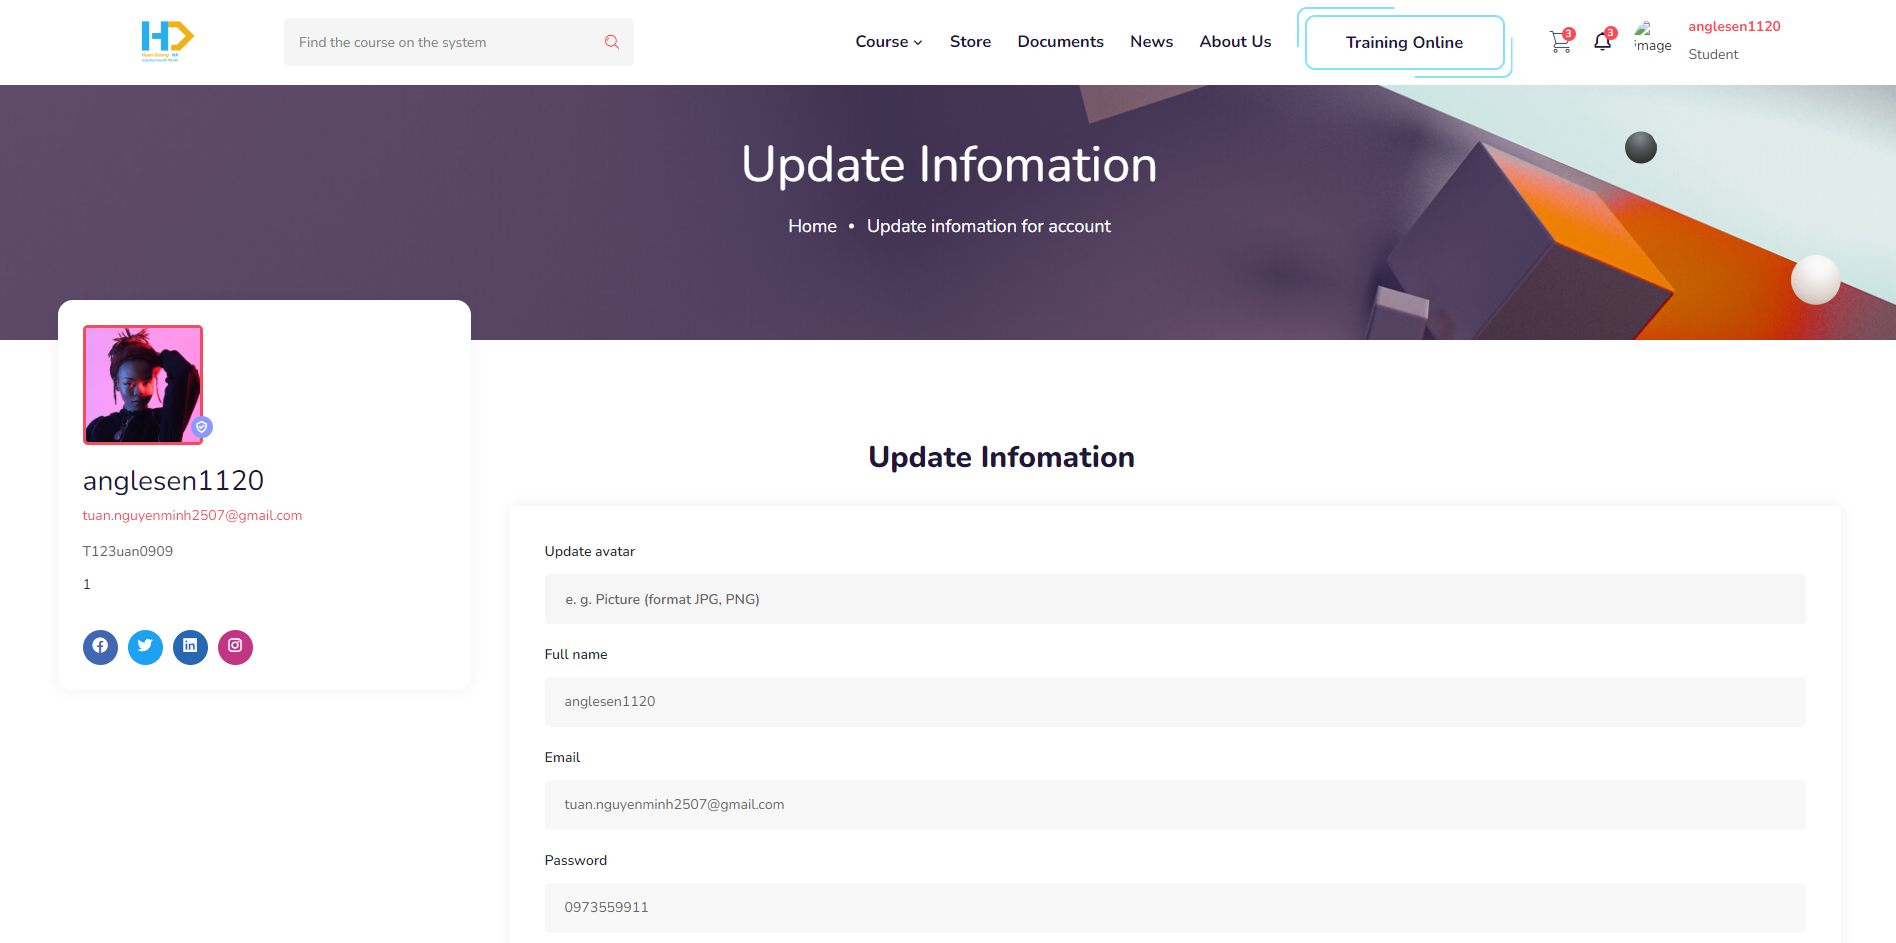 HD
Find the course on the system
Course
Store
Documents
News
About Us
Training Online
3
3
image
anglesen1120
Student
Update Infomation
Home • Update infomation for account
anglesen1120
tuan.nguyenminh2507@gmail.com
T123uan0909
1
Update Infomation
Update avatar
e. g. Picture (format JPG, PNG)
Full name
anglesen1120
Email
tuan.nguyenminh2507@gmail.com
Password
0973559911